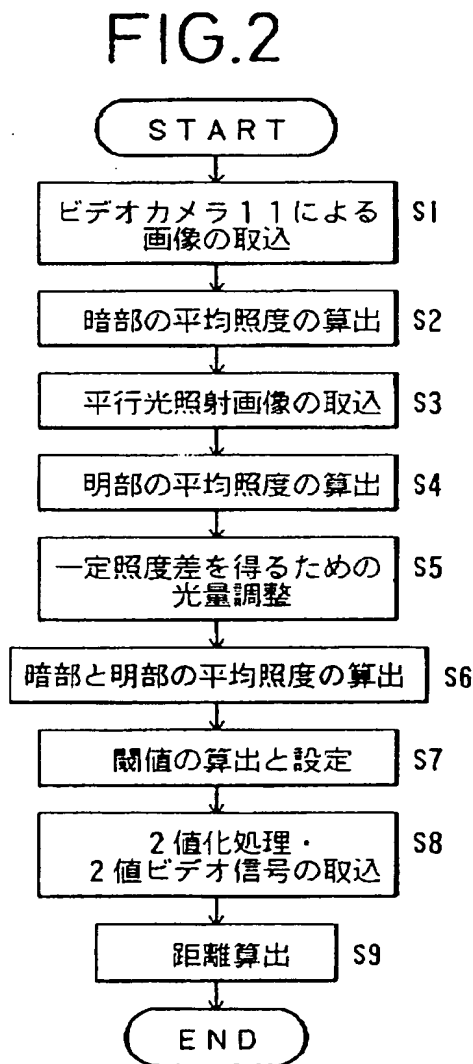 FIG.2
START
ビデオカメラ11による
画像の取込
S1
暗部の平均照度の算出
S2
平行光照射画像の取込
S3
明部の平均照度の算出
S4
一定照度差を得るための
光量調整
S5
暗部と明部の平均照度の算出
S6
閾値の算出と設定
S7
2値化処理・
2値ビデオ信号の取込
S8
距離算出
S9
END